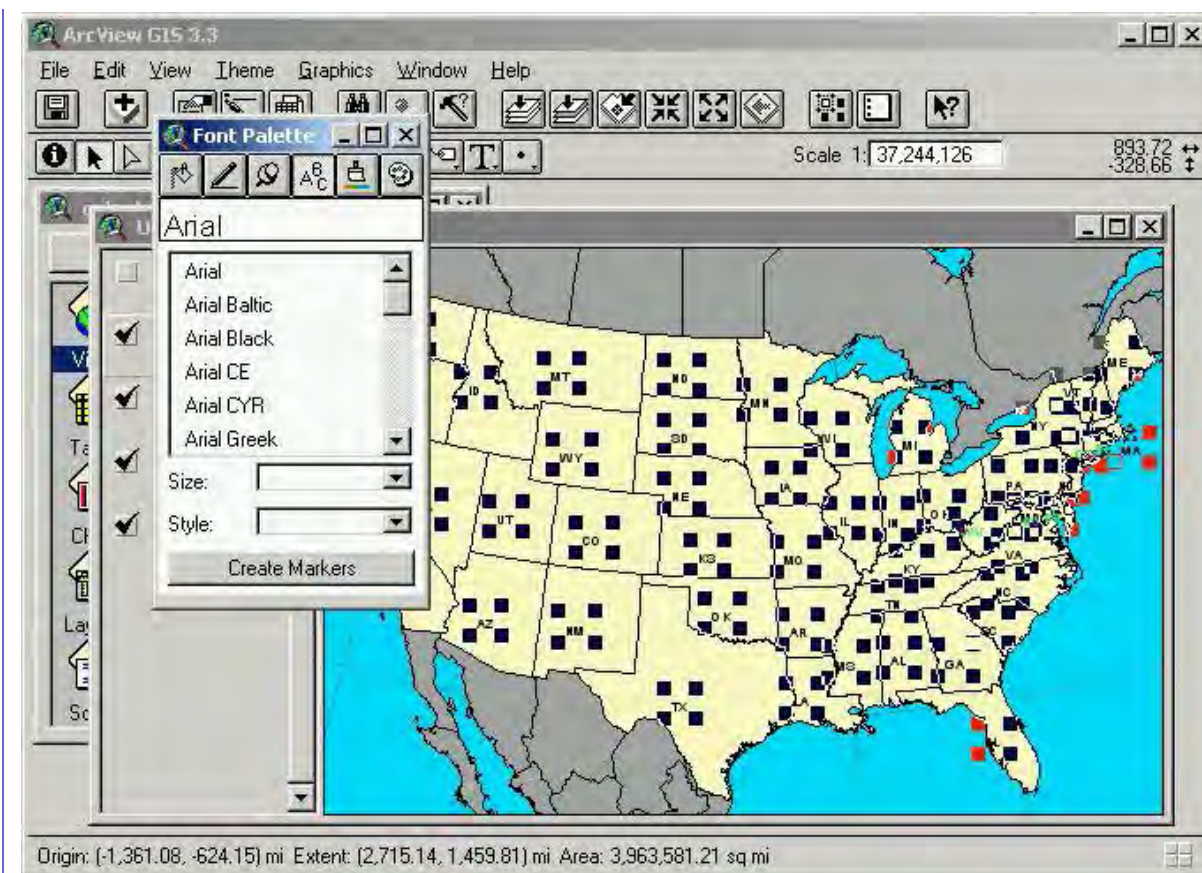 ArcView GIS 3.3
File Edit View Theme Graphics Window Help
Scale 1: 37,244,126
893.72
-328.66
Font Palette
Arial
Arial
Arial Baltic
Arial Black
Arial CE
Arial CYR
Arial Greek
Size:
Style:
Create Markers
ME
MT
ND
ID
MN
VT
NY
WI
MI
SD
WY
MA
IA
PA
NE
UT
IL
IN
CO
VA
KS
MO
KY
NC
TN
AZ
NM
OK
AR
SC
MS
AL
GA
TX
LA
Origin: (-1,361.08, -624.15) mi Extent: (2,715.14, 1,459.81) mi Area: 3,963,581.21 sq mi